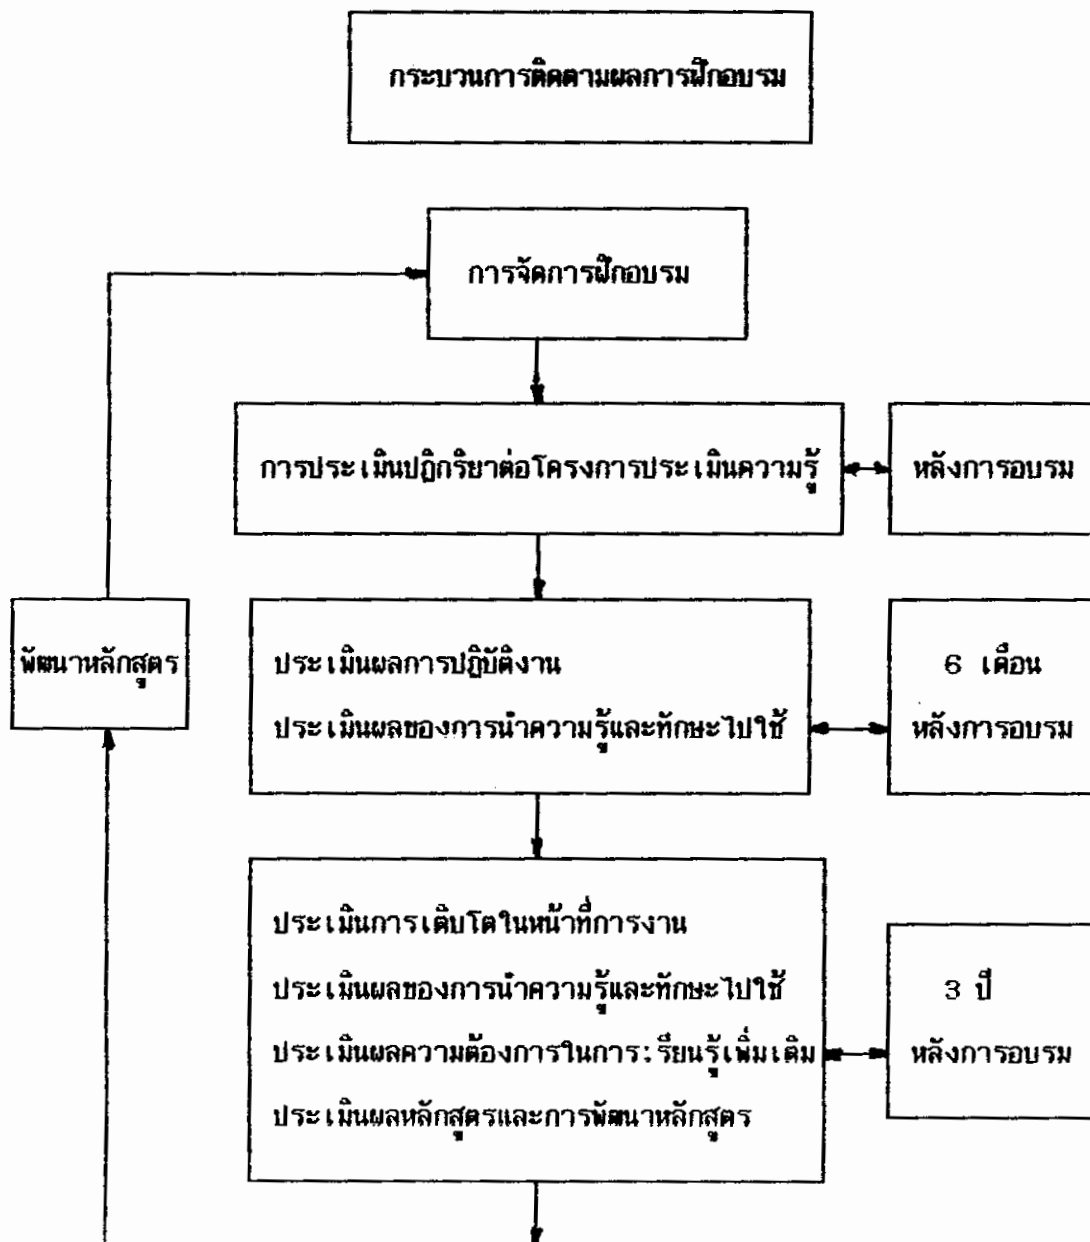 กระบวนการติดตามผลการฝึกอบรม
การจัดการฝึกอบรม
การประเมินปฏิกริยาต่อโครงการประเมินความรู้
หลังการอบรม
พัฒนาหลักสูตร
ประเมินผลการปฏิบัติงาน
ประเมินผลของการนำความรู้และทักษะไปใช้
6 เดือน
หลังการอบรม
ประเมินการเติบโตในหน้าที่การงาน
ประเมินผลของการนำความรู้และทักษะไปใช้
ประเมินผลความต้องการในการ:รียนรู้เพิ่มเติม
ประเมินผลหลักสูตรและการพัฒนาหลักสูตร
3 ปี
หลังการอบรม